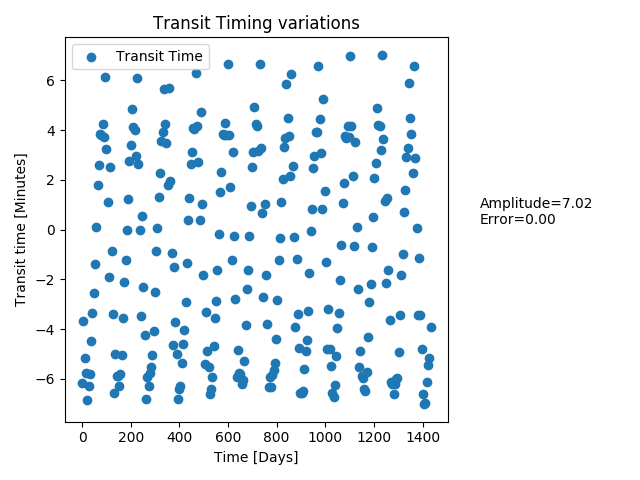 Transit Timing variations
Transit Time
6
4
2
0
−2
−4
−6
Transit time [Minutes]
0 200 400 600 800 1000 1200 1400
Time [Days]
Amplitude=7.02
Error=0.00